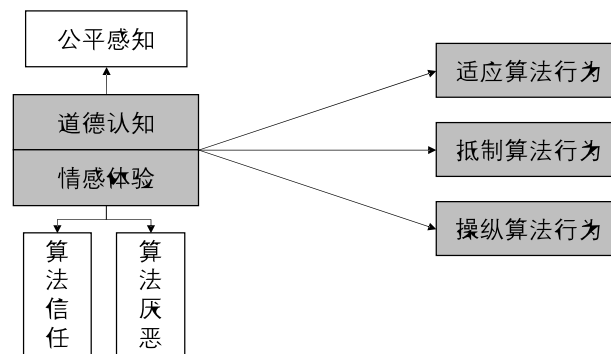 公平感知
道德认知
情感体验
算法信任
算法厌恶
适应算法行为
抵制算法行为
操纵算法行为